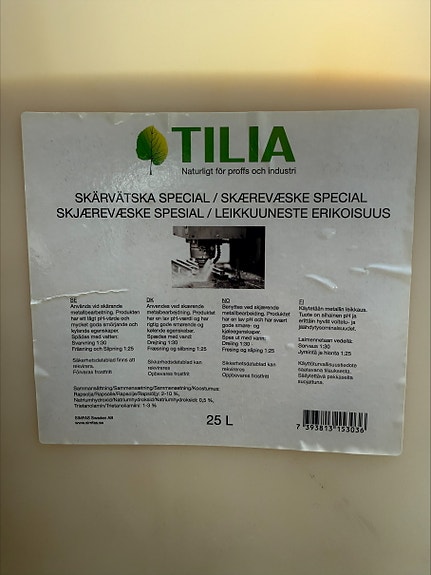 TILIA
Naturligt för proffs och industri
SKÄRVÄTSKA SPECIAL / SKÆREVÆSKE SPECIAL
SKJÆREVÆSKE SPESIAL / LEIKKUUNESTE ERIKOISUUS
SE
Används vid skärande
metallbearbetning. Produkten
har ett lågt pH-värde och
mycket goda smörjande och
kylande egenskaper.
Spädes med vatten:
Svarvning 1:30
Fräsning och Slipning 1:25
Säkerhetsdatablad finns att
rekvirera.
Förvaras frostfritt
DK
Anvendes ved skærende
metalbearbejdning. Produktet
har en lav pH-værdi og har
rigtig gode smørende og
kølende egenskaber.
Spædes med vand:
Drejning 1:30
Fræsning og slibning 1:25
Sikkerhedsdatablad kan
rekvireres.
Opbevares frostfrit
NO
Benyttes ved skjærende
metallbearbeiding. Produktet
har en lav pH og har svært
gode smøre- og
kjøleegenskaper.
Spes ut med vann,
Dreiing 1:30
Fresing og sliping 1:25
Sikkerhetsdatablad kan
rekvireres.
Oppbevares frostfritt
FI
Käytetään metallin leikkaus.
Tuote on alhainen pH ja
erittäin hyvät voitelu- ja
jäähdytysominaisuudet.
Laimennetaan vedellä:
Sorvaus 1:30
Jyrsintä ja hionta 1:25
Käyttöturvallisuustiedote
saatavana tilauksesta.
Säilytettävä pakkaselta
suojattuna.
Sammansättning/Sammensætning/Sammensetning/Koostumus:
Rapsolja/Rapsolie/Rapsolje/Rapsiöljy: 2-10 %,
Natriumhydroxid/Natriumhydroksid/Natriumhydroksidi: 0,5 %,
Trietanolamin/Trietanolamiini: 1-3 %
25 L
7 393813 153036